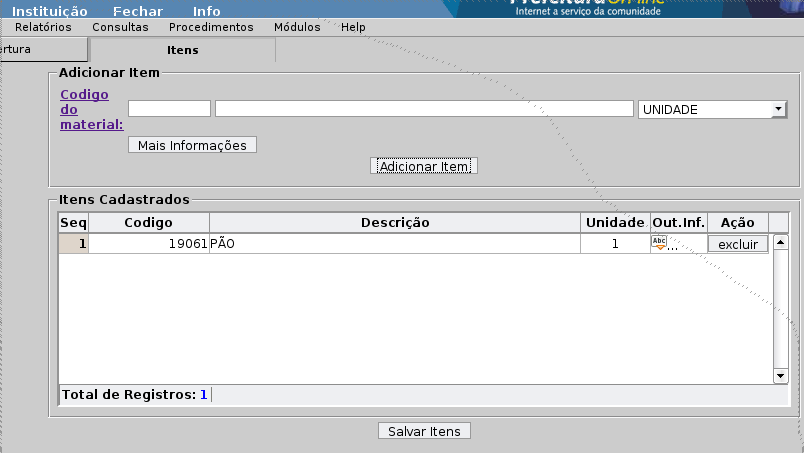 Instituição Fechar Info
Internet a serviço da comunidade
Relatórios Consultas Procedimentos Módulos Help
Itens
Adicionar Item
Codigo
do
material:
UNIDADE
Mais Informações
Adicionar Item
Itens Cadastrados
Seq Codigo Descrição Unidade Out.Inf. Ação
1 19061 PÃO 1 Abc ... excluir
Total de Registros: 1
Salvar Itens